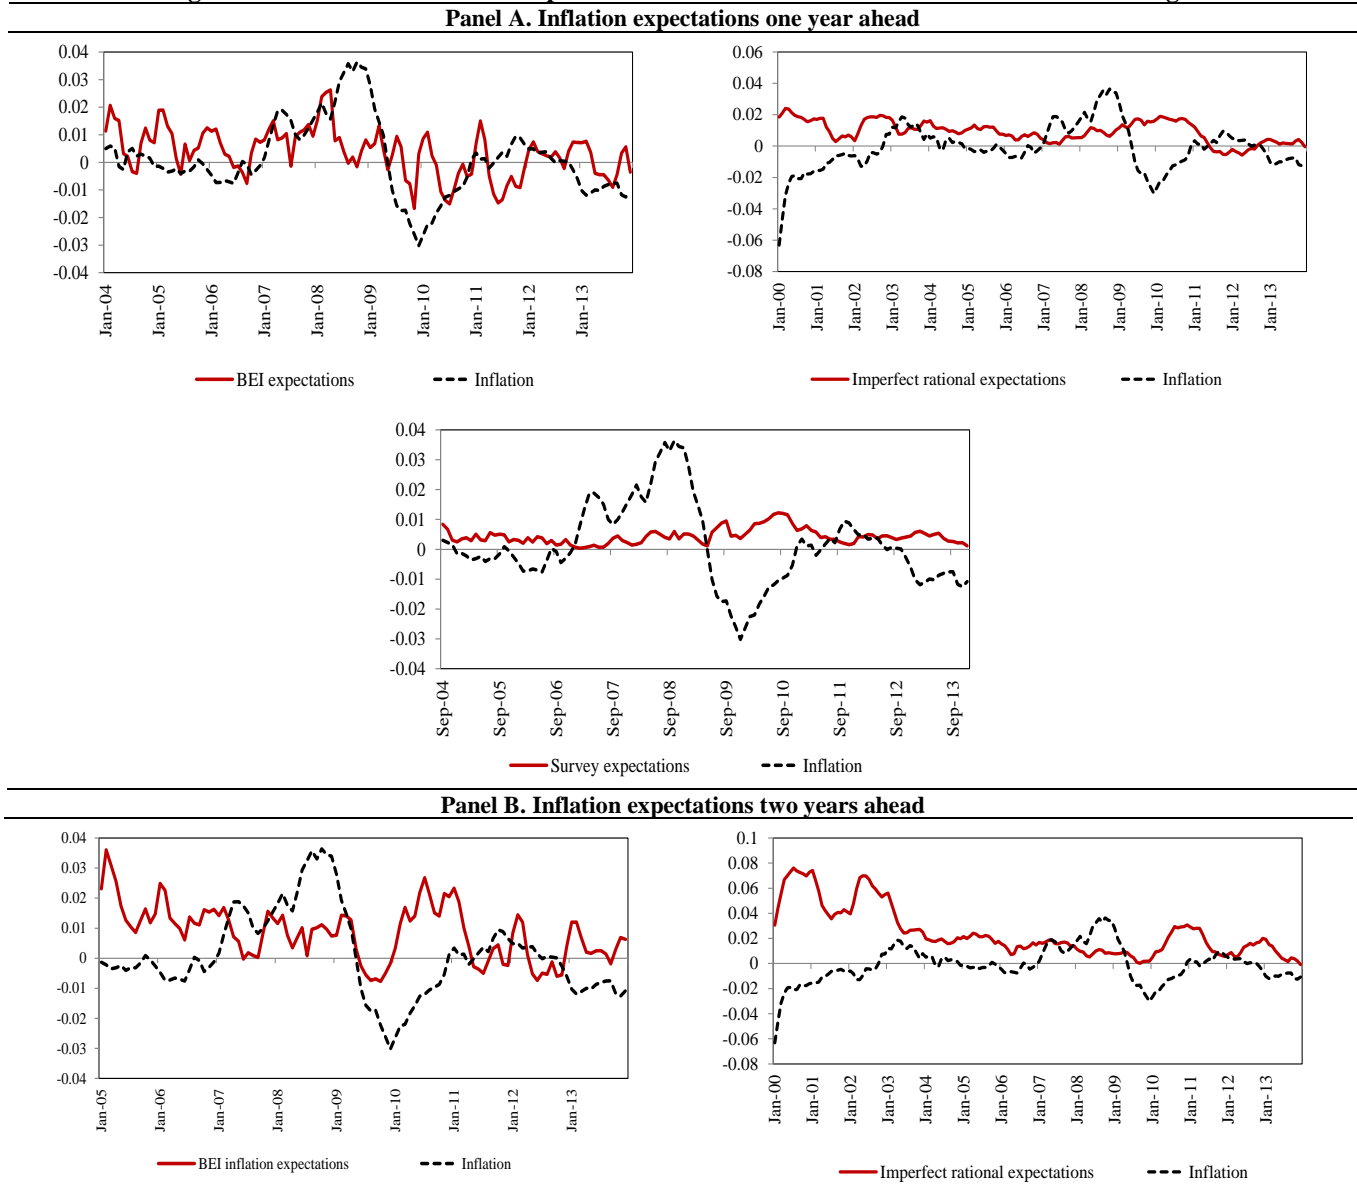 Panel A. Inflation expectations one year ahead
0.04
0.03
0.02
0.01
0
-0.01
-0.02
-0.03
-0.04
Jan-04
Jan-05
Jan-06
Jan-07
Jan-08
Jan-09
Jan-10
Jan-11
Jan-12
Jan-13
BEI expectations
Inflation
0.06
0.04
0.02
0
-0.02
-0.04
-0.06
-0.08
Jan-00
Jan-01
Jan-02
Jan-03
Jan-04
Jan-05
Jan-06
Jan-07
Jan-08
Jan-09
Jan-10
Jan-11
Jan-12
Jan-13
Imperfect rational expectations
Inflation
0.04
0.03
0.02
0.01
0
-0.01
-0.02
-0.03
-0.04
Sep-04
Sep-05
Sep-06
Sep-07
Sep-08
Sep-09
Sep-10
Sep-11
Sep-12
Sep-13
Survey expectations
Inflation
Panel B. Inflation expectations two years ahead
0.04
0.03
0.02
0.01
0
-0.01
-0.02
-0.03
-0.04
Jan-05
Jan-06
Jan-07
Jan-08
Jan-09
Jan-10
Jan-11
Jan-12
Jan-13
BEI inflation expectations
Inflation
0.1
0.08
0.06
0.04
0.02
0
-0.02
-0.04
-0.06
-0.08
Jan-00
Jan-01
Jan-02
Jan-03
Jan-04
Jan-05
Jan-06
Jan-07
Jan-08
Jan-09
Jan-10
Jan-11
Jan-12
Jan-13
Imperfect rational expectations
Inflation